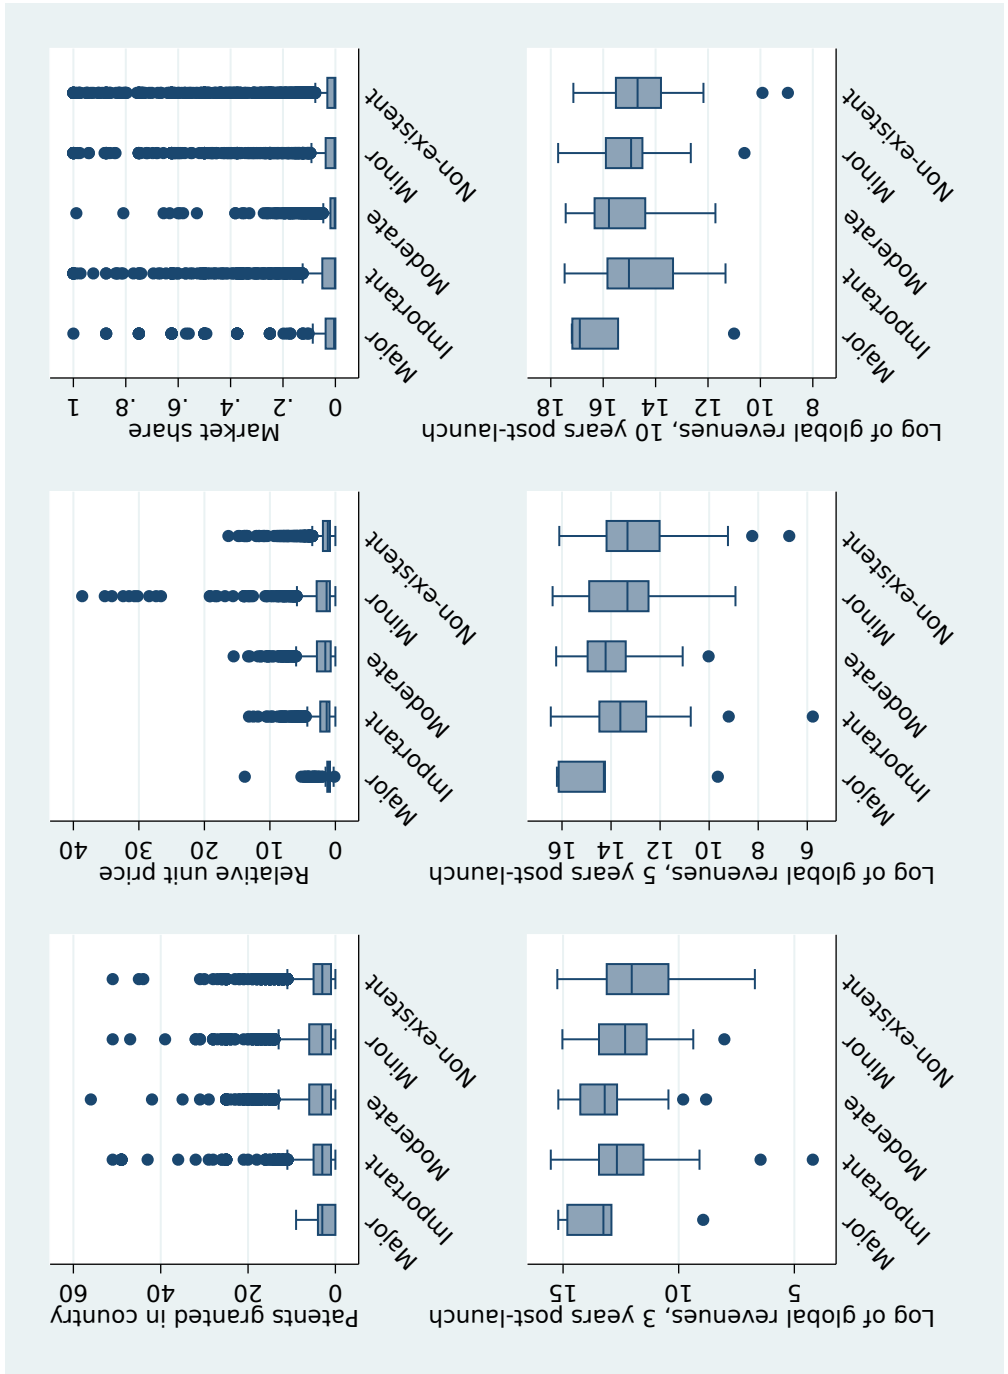 Patents granted in country
0
20
40
60
Major
Important
Moderate
Minor
Non-existent
Relative unit price
0
10
20
30
40
Major
Important
Moderate
Minor
Non-existent
Market share
0
.2
.4
.6
.8
1
Major
Important
Moderate
Minor
Non-existent
Log of global revenues, 3 years post-launch
5
10
15
Major
Important
Moderate
Minor
Non-existent
Log of global revenues, 5 years post-launch
6
8
10
12
14
16
Major
Important
Moderate
Minor
Non-existent
Log of global revenues, 10 years post-launch
8
10
12
14
16
18
Major
Important
Moderate
Minor
Non-existent